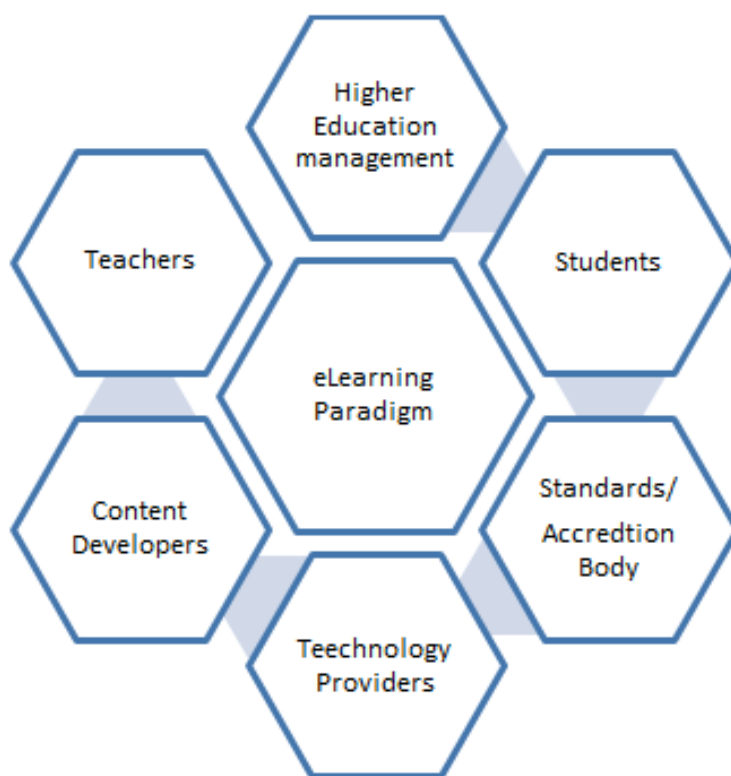 Higher
Education
management
Teachers
Students
eLearning
Paradigm
Content
Developers
Standards/
Accredtion
Body
Teechnology
Providers